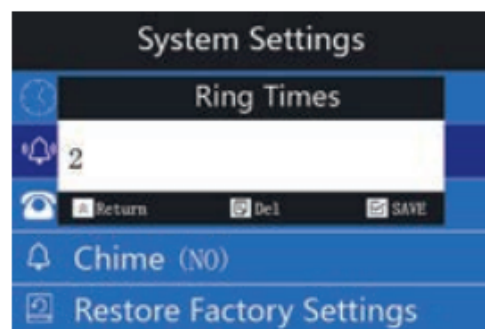 System Settings
Ring Times
2
Return Del SAVE
Chime (NO)
Restore Factory Settings